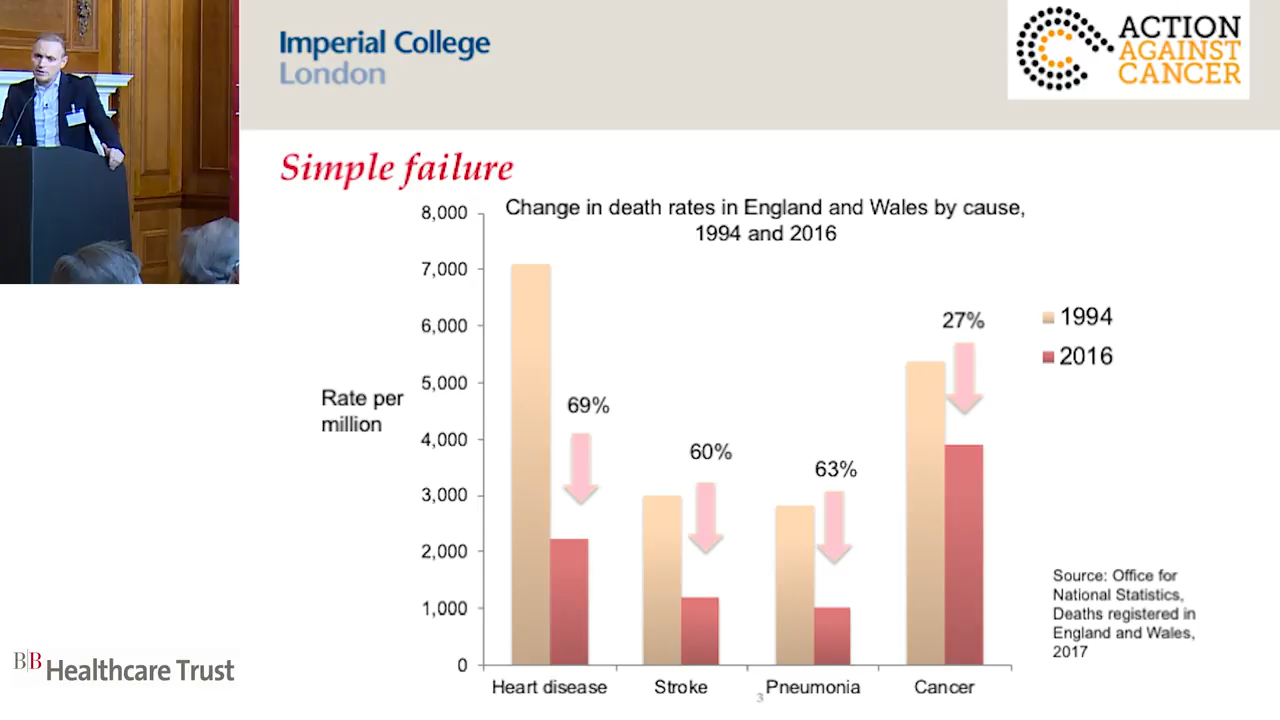 Imperial College
London
ACTION
AGAINST
CANCER
Simple failure
Change in death rates in England and Wales by cause,
1994 and 2016
8,000
7,000
6,000
5,000
4,000
3,000
2,000
1,000
0
Rate per
million
69%
60%
63%
27%
1994
2016
Heart disease
Stroke
Pneumonia
Cancer
3
Source: Office for
National Statistics,
Deaths registered in
England and Wales,
2017
B|B Healthcare Trust